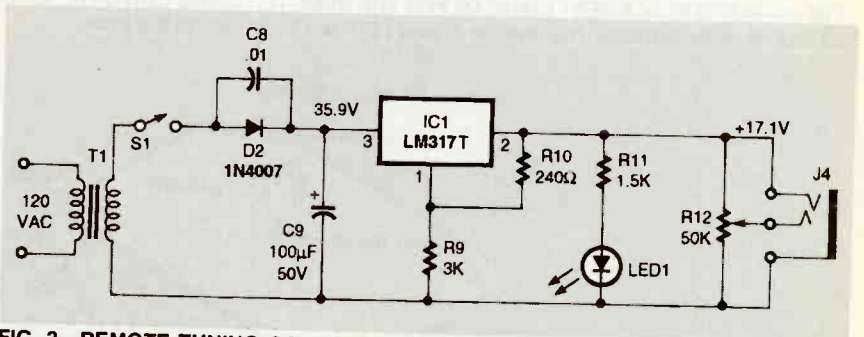 C8
.01
S1
D2
1N4007
35.9V
3
IC1
LM317T
2
1
+17.1V
T1
120
VAC
+
C9
100µF
50V
R10
240Ω
R9
3K
R11
1.5K
LED1
R12
50K
J4
FIG. 2 REMOTE TUNING